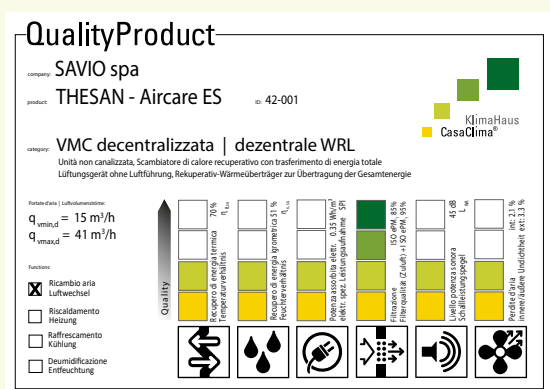 QualityProduct
company: SAVIO spa
product: THESAN - Aircare ES ID: 42-001
KlimaHaus
CasaClima®
category: VMC decentralizzata | dezentrale WRL
Unità non canalizzata, Scambiatore di calore recuperativo con trasferimento di energia totale
Lüftungsgerät ohne Luftführung, Rekuperativ-Wärmeübertrager zur Übertragung der Gesamtenergie
Portate d'aria | Luftvolumenströme:
q vmin,d = 15 m³/h
q vmax,d = 41 m³/h
Functions:
Ricambio aria
Luftwechsel
Riscaldamento
Heizung
Raffrescamento
Kühlung
Deumidificazione
Entfeuchtung
Quality
Recupero di energia termica 70 %
Temperaturverhältnis
Recupero di energia igrometrica 51 %
Feuchteverhältnis
Potenza assorbita elettr. 0.35 Wh/m³
elektr. spez. Leistungsaufnahme SPI
Filtrazione ISO ePM₁ 85%
Filterqualität (Zuluft) +I SO ePM₁ 95%
Livello potenza sonora 45 dB
Schallleistungspegel
Perdite d'aria int: 2.1 %
innere/äußere Undichtheit ext: 3.3 %